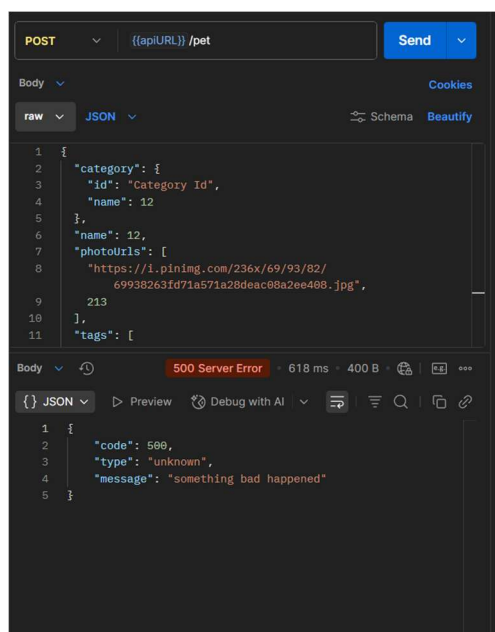 POST {{apiURL}} /pet Send
Body Cookies
raw JSON Schema Beautify
1 {
2 "category": {
3 "id": "Category Id",
4 "name": 12
5 },
6 "name": 12,
7 "photoUrls": [
8 "https://i.pinimg.com/236x/69/93/82/
69938263fd71a571a28deac08a2ee408.jpg",
9 213
10 ],
11 "tags": [
Body 500 Server Error 618 ms 400 B e.g.
{} JSON Preview Debug with AI
1 {
2 "code": 500,
3 "type": "unknown",
4 "message": "something bad happened"
5 }